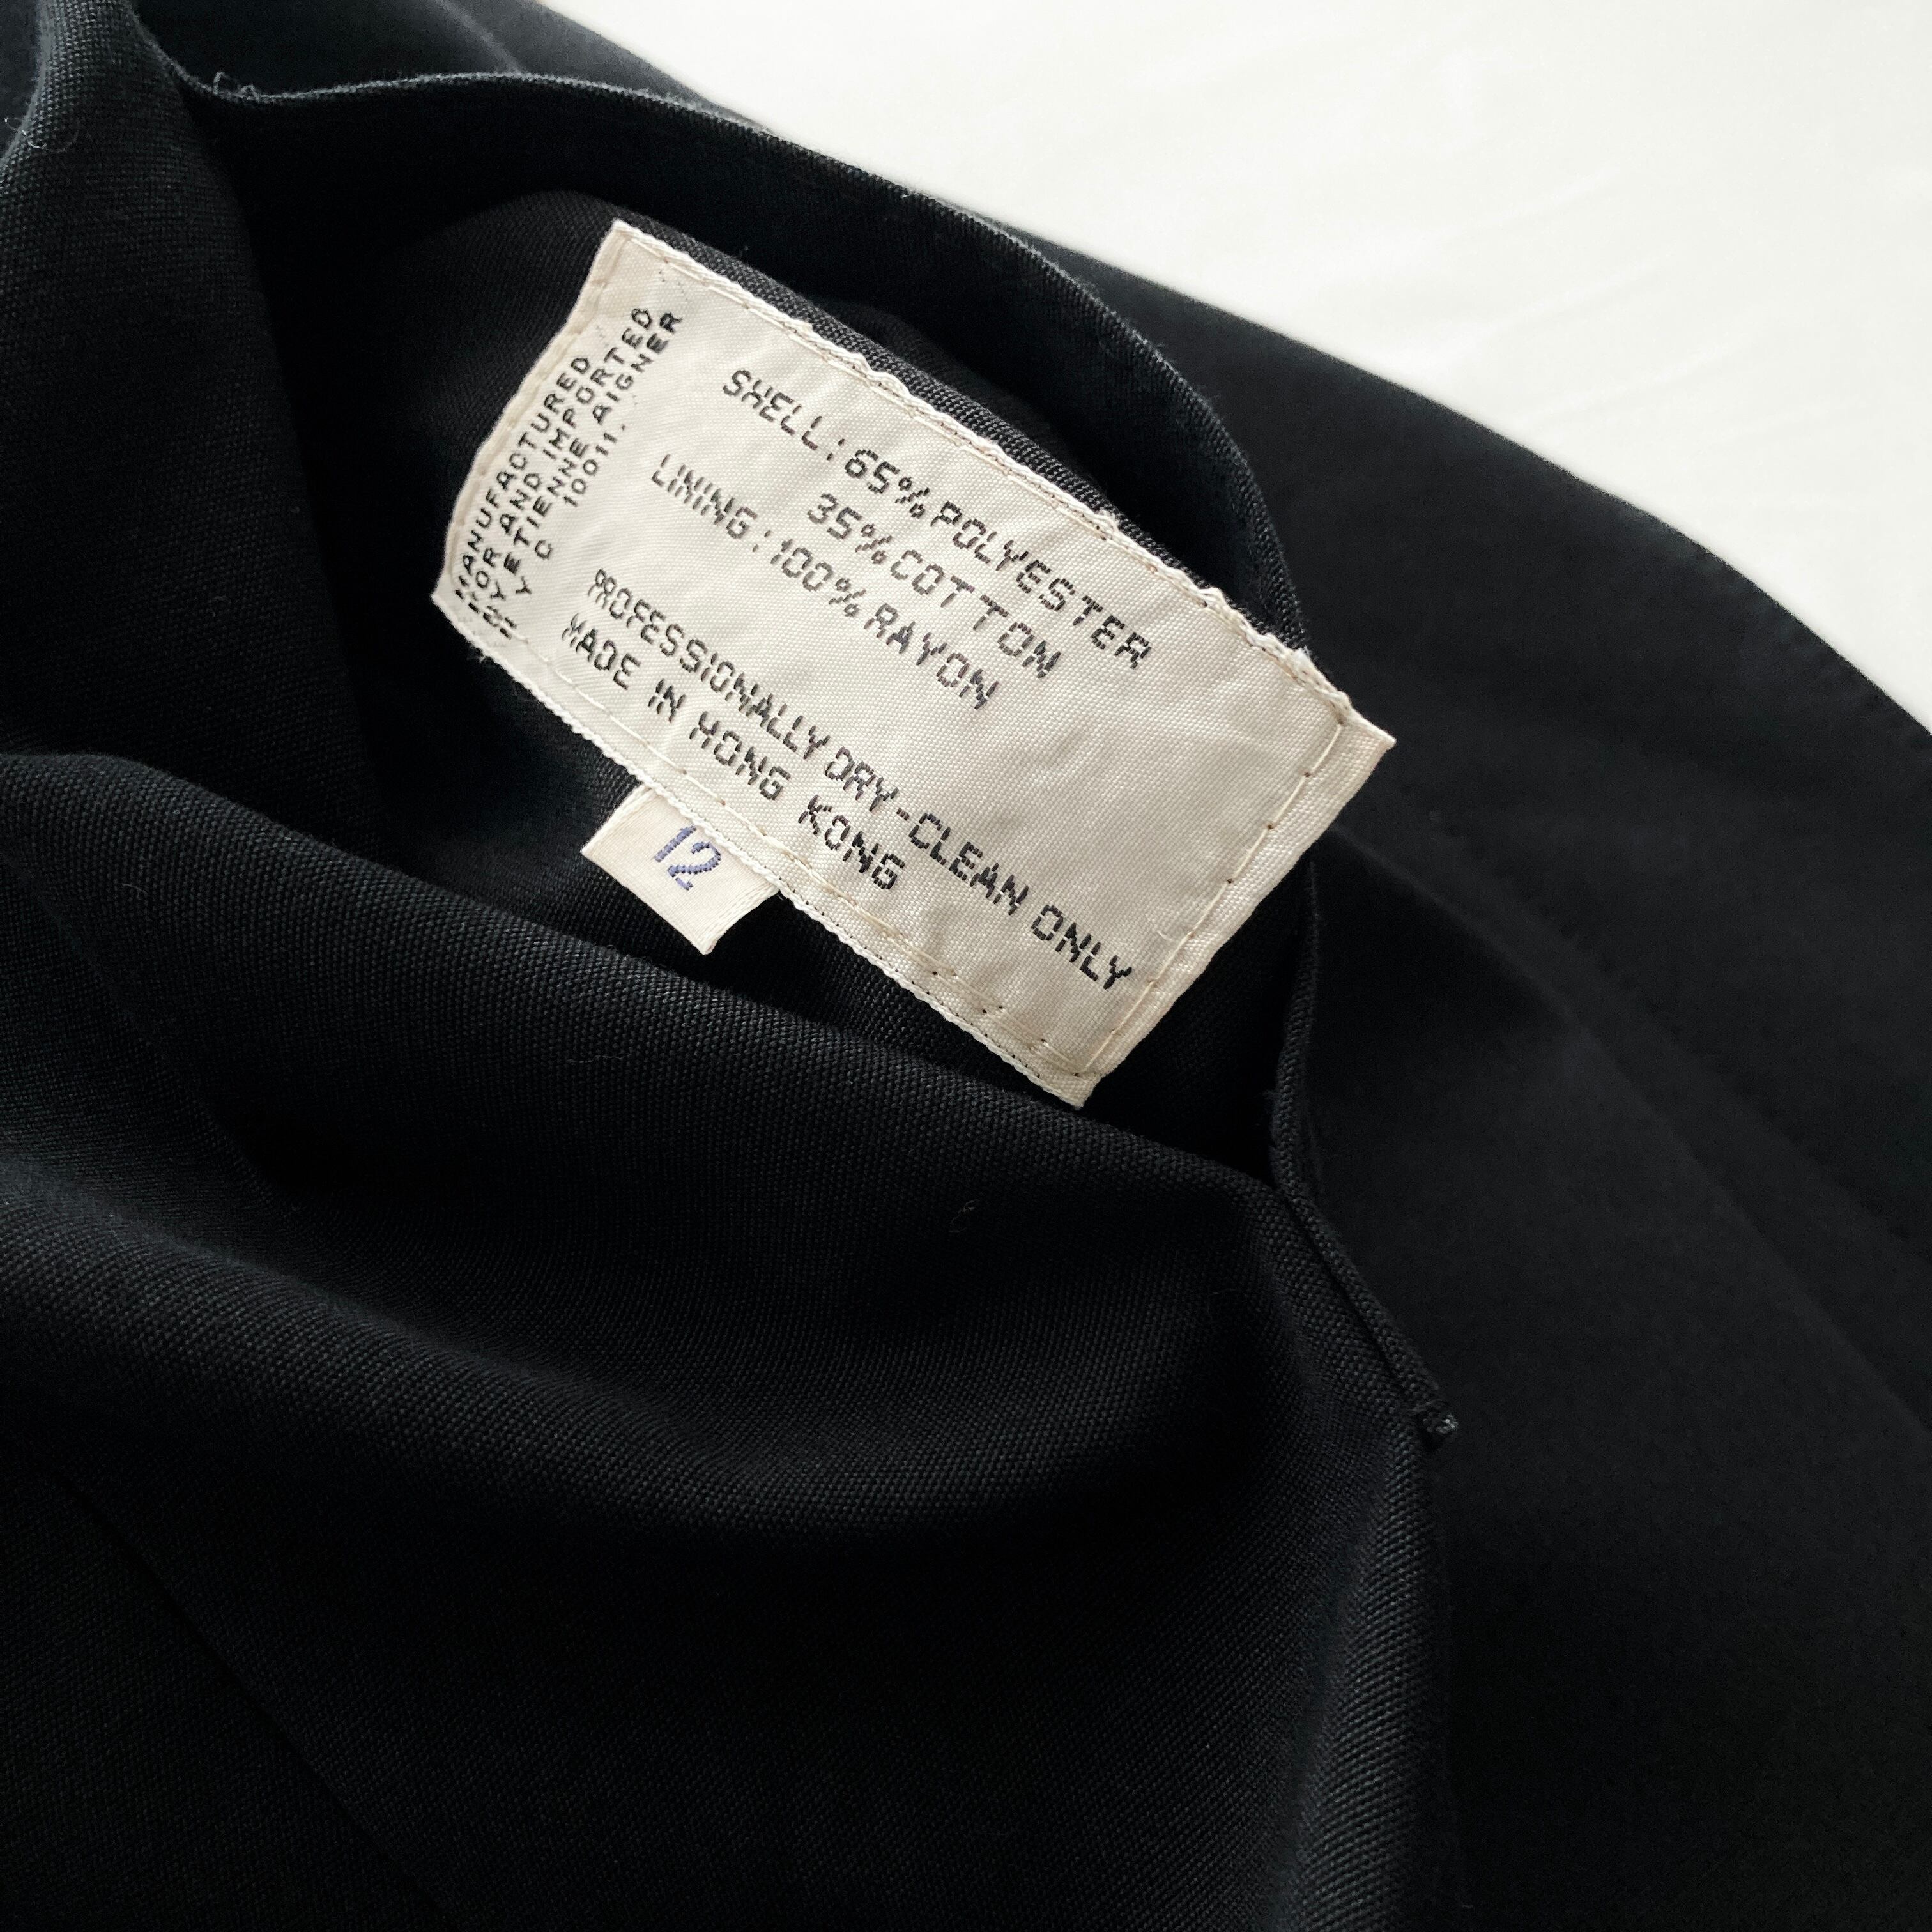 SHELL: 65% POLYESTER
35% COTTON
LINING: 100% RAYON
PROFESSIONALLY DRY-CLEAN ONLY
MADE IN HONG KONG
MANUFACTURED
FOR AND IMPORTED
BY ETIENNE AIGNER
N Y C 10011.
12